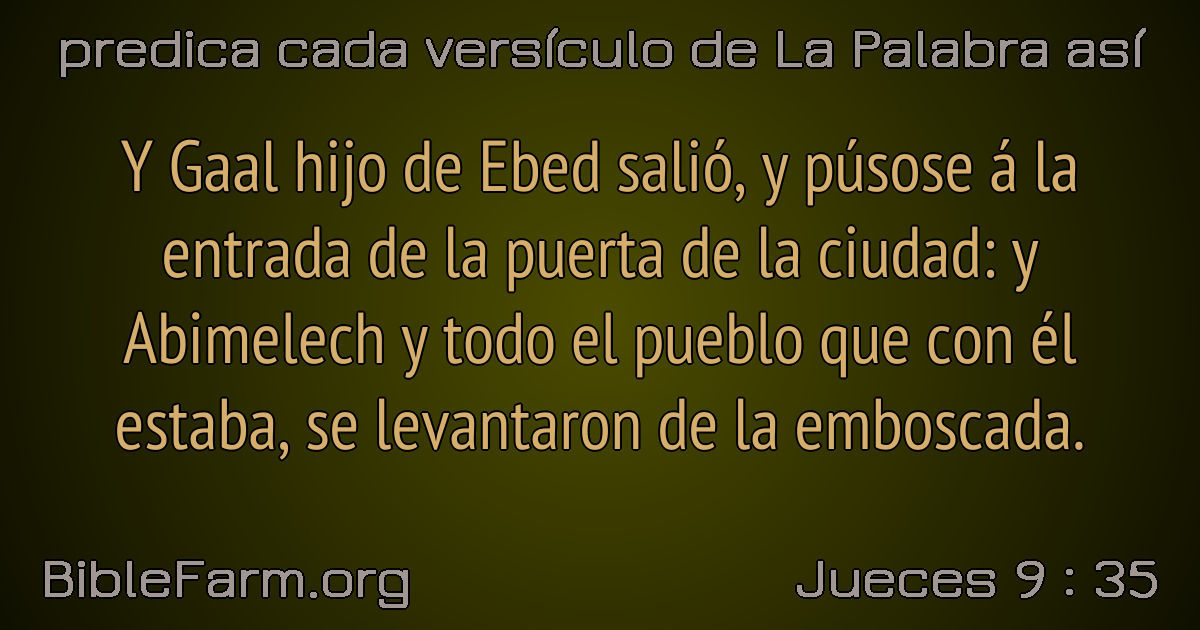 predica cada versículo de La Palabra así
Y Gaal hijo de Ebed salió, y púsose á la
entrada de la puerta de la ciudad: y
Abimelech y todo el pueblo que con él
estaba, se levantaron de la emboscada.
BibleFarm.org
Jueces 9 : 35